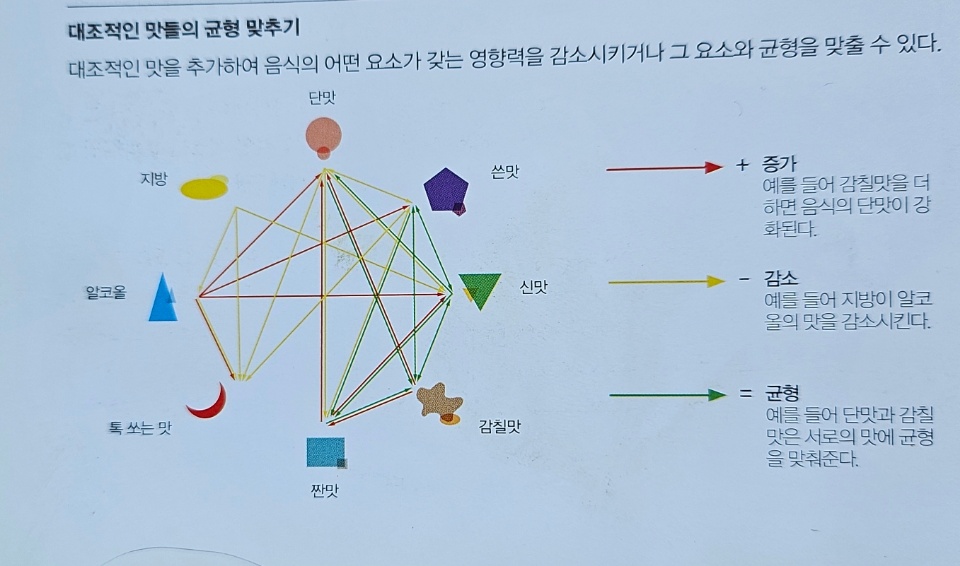 대조적인 맛들의 균형 맞추기
대조적인 맛을 추가하여 음식의 어떤 요소가 갖는 영향력을 감소시키거나 그 요소와 균형을 맞출 수 있다.
단맛
지방
쓴맛
알코올
신맛
톡 쏘는 맛
감칠맛
짠맛
+ 증가
예를 들어 감칠맛을 더
하면 음식의 단맛이 강
화된다.
- 감소
예를 들어 지방이 알코
올의 맛을 감소시킨다.
= 균형
예를 들어 단맛과 감칠
맛은 서로의 맛에 균형
을 맞춰준다.